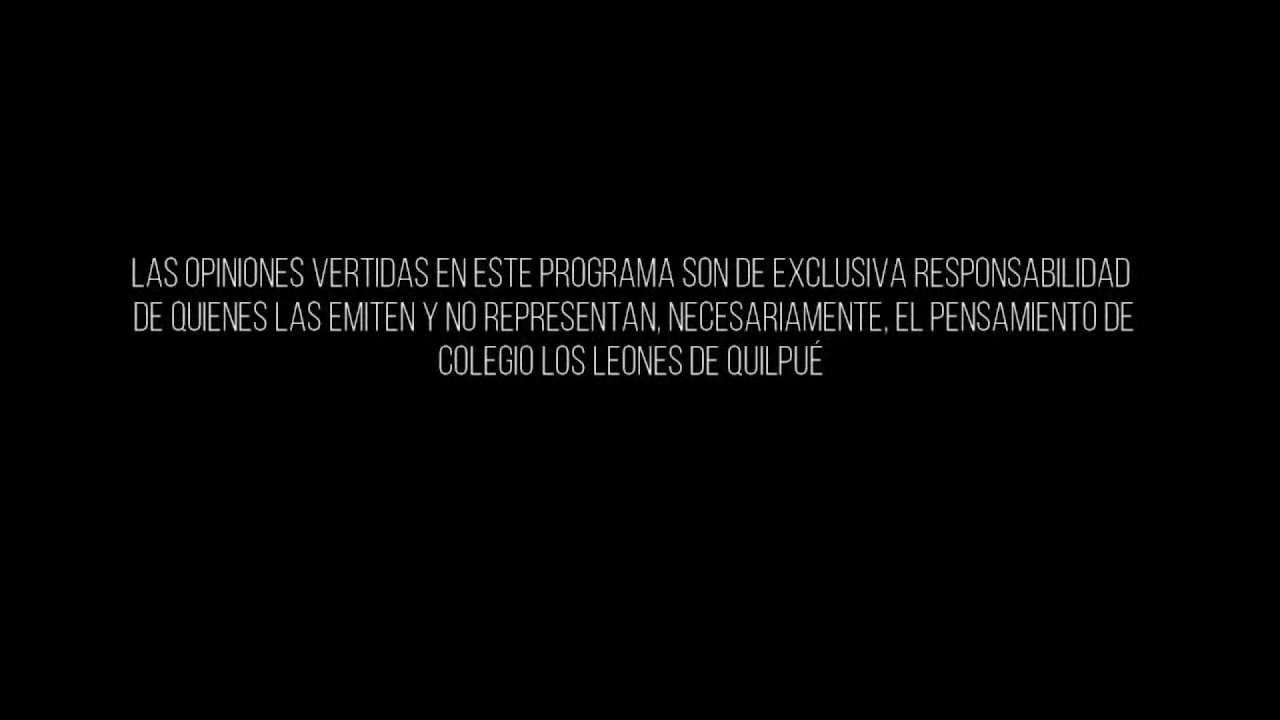 LAS OPINIONES VERTIDAS EN ESTE PROGRAMA SON DE EXCLUSIVA RESPONSABILIDAD
DE QUIENES LAS EMITEN Y NO REPRESENTAN, NECESARIAMENTE, EL PENSAMIENTO DE
COLEGIO LOS LEONES DE QUILPUÉ